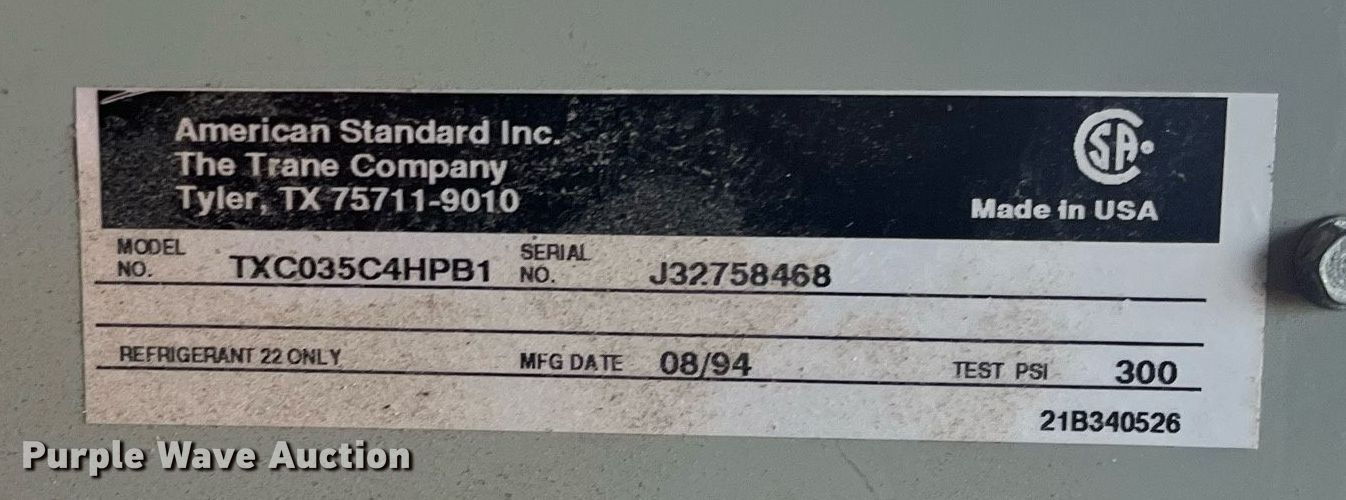 American Standard Inc.
The Trane Company
Tyler, TX 75711-9010
CSA
Made in USA
MODEL NO. TXC035C4HPB1 SERIAL NO. J32758468
REFRIGERANT 22 ONLY MFG DATE 08/94 TEST PSI 300
21B340526
Purple Wave Auction